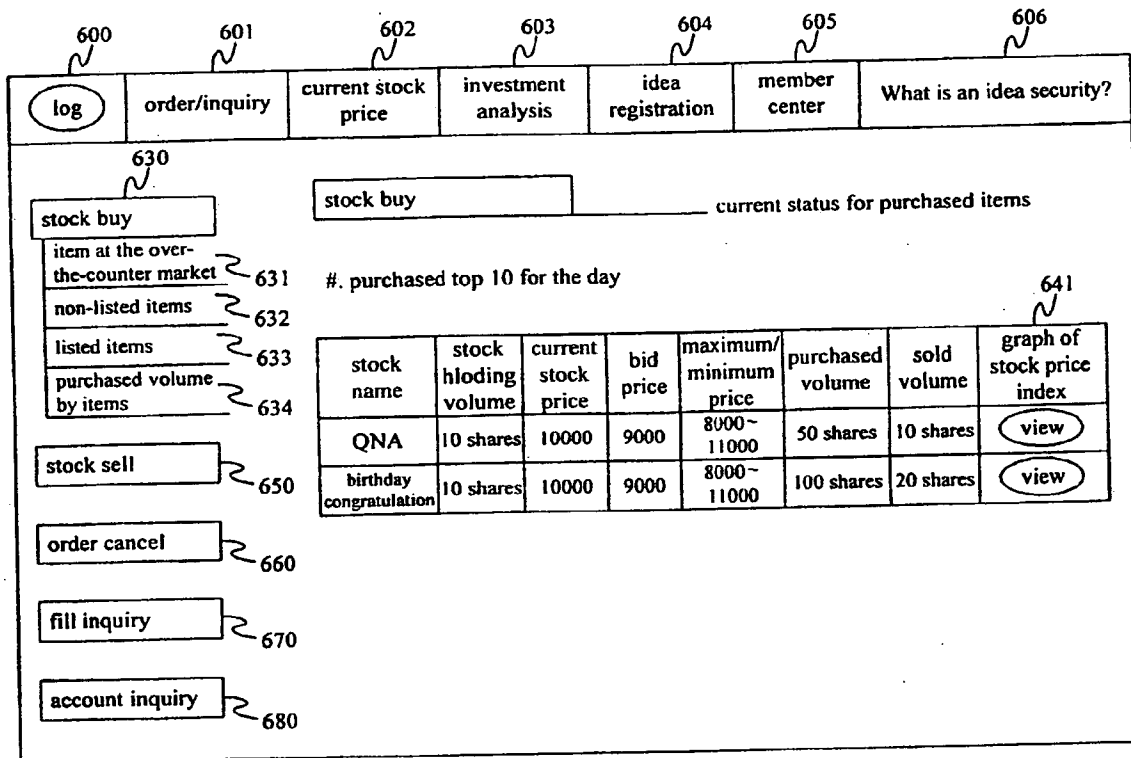 600 601 602 603 604 605 606
log order/inquiry current stock price investment analysis idea registration member center What is an idea security?
630
stock buy
item at the over-
the-counter market 631
non-listed items 632
listed items 633
purchased volume
by items 634
stock sell 650
order cancel 660
fill inquiry 670
account inquiry 680
stock buy current status for purchased items
#. purchased top 10 for the day
641
stock name stock hloding volume current stock price bid price maximum/ minimum price purchased volume sold volume graph of stock price index
QNA 10 shares 10000 9000 8000~ 11000 50 shares 10 shares view
birthday congratulation 10 shares 10000 9000 8000~ 11000 100 shares 20 shares view